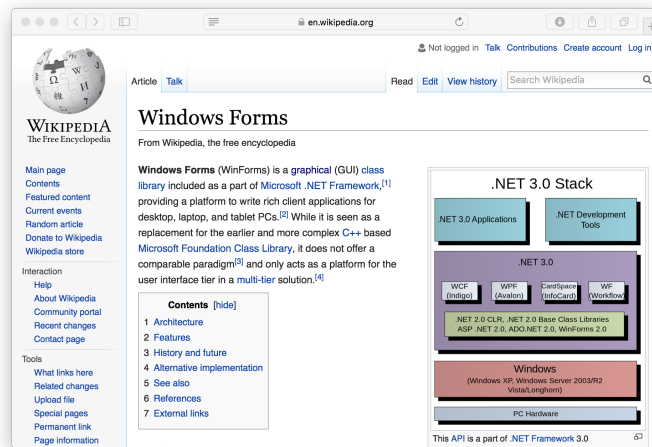 en.wikipedia.org
Not logged in Talk Contributions Create account Log in
WIKIPEDIA
The Free Encyclopedia
Main page
Contents
Featured content
Current events
Random article
Donate to Wikipedia
Wikipedia store
Interaction
Help
About Wikipedia
Community portal
Recent changes
Contact page
Tools
What links here
Related changes
Upload file
Special pages
Permanent link
Page information
Article Talk
Read Edit View history Search Wikipedia
Windows Forms
From Wikipedia, the free encyclopedia
Windows Forms (WinForms) is a graphical (GUI) class
library included as a part of Microsoft .NET Framework,[1]
providing a platform to write rich client applications for
desktop, laptop, and tablet PCs.[2] While it is seen as a
replacement for the earlier and more complex C++ based
Microsoft Foundation Class Library, it does not offer a
comparable paradigm[3] and only acts as a platform for the
user interface tier in a multi-tier solution.[4]
Contents [hide]
1 Architecture
2 Features
3 History and future
4 Alternative implementation
5 See also
6 References
7 External links
.NET 3.0 Stack
.NET 3.0 Applications
.NET Development
Tools
.NET 3.0
WCF
(Indigo)
WPF
(Avalon)
CardSpace
(InfoCard)
WF
(Workflow)
.NET 2.0 CLR, .NET 2.0 Base Class Libraries
ASP .NET 2.0, ADO.NET 2.0, WinForms 2.0
Windows
(Windows XP, Windows Server 2003/R2
Vista/Longhorn)
PC Hardware
This API is a part of .NET Framework 3.0